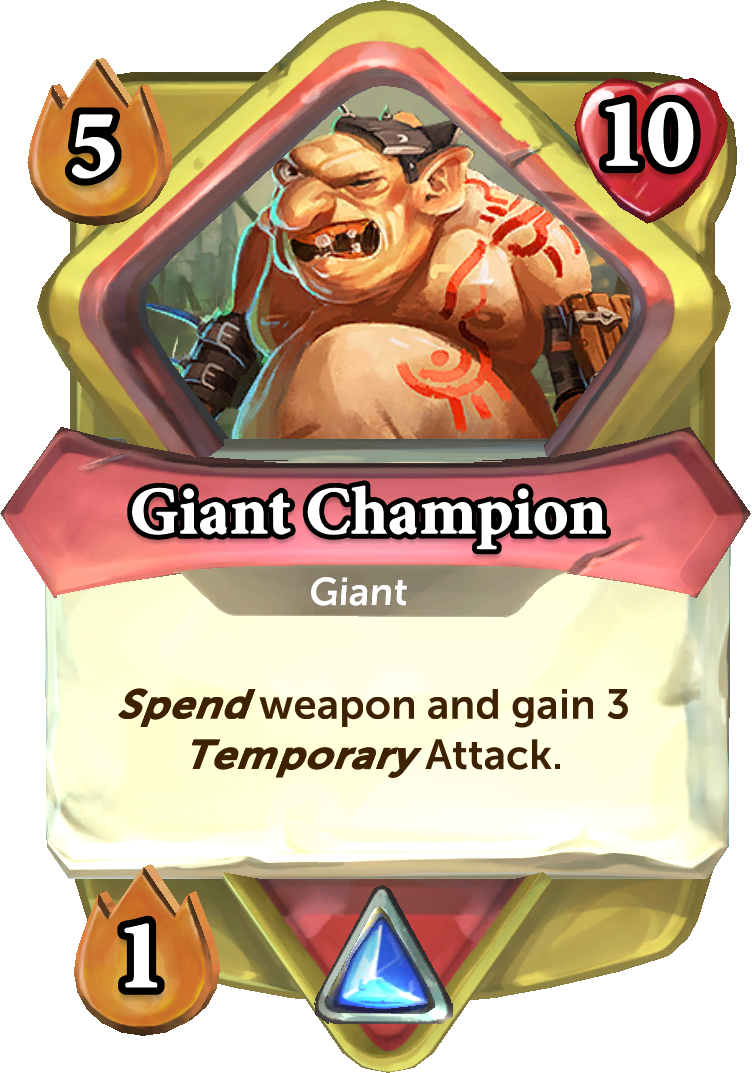 5
10
Giant Champion
Giant
Spend weapon and gain 3
Temporary Attack.
1